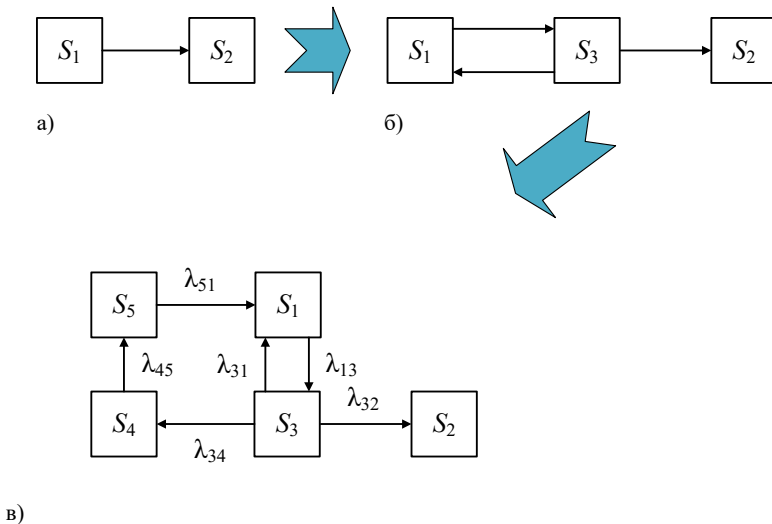 S₁ S₂ S₁ S₃ S₂
а) б)
λ₅₁
S₅ S₁
λ₄₅ λ₃₁ λ₁₃
λ₃₂
S₄ S₃ S₂
λ₃₄
в)